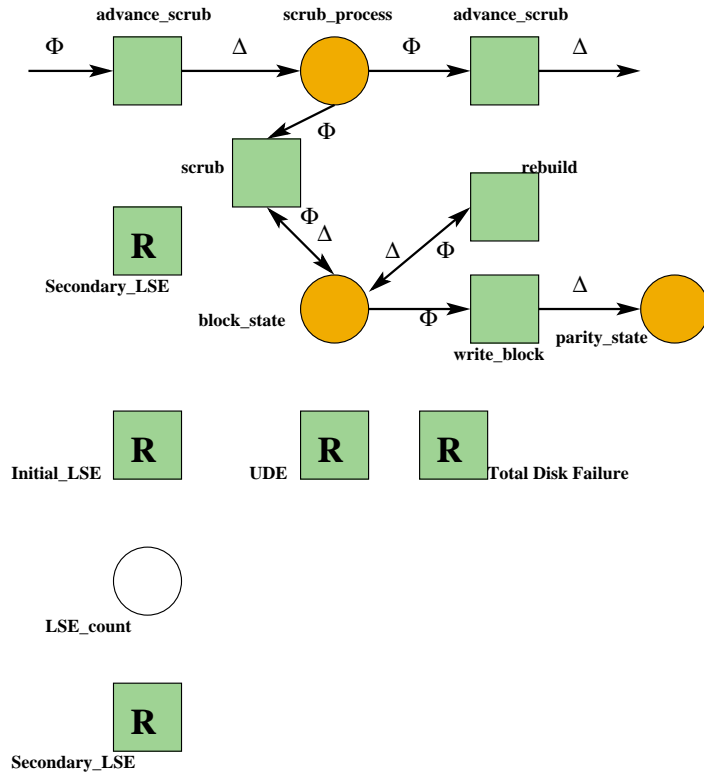 advance_scrub scrub_process advance_scrub
Φ Δ Φ Δ
Φ
scrub rebuild
Φ Φ
Δ Δ Φ
R
Secondary_LSE
block_state Φ Δ
write_block parity_state
R R R
Initial_LSE UDE Total Disk Failure
LSE_count
R
Secondary_LSE